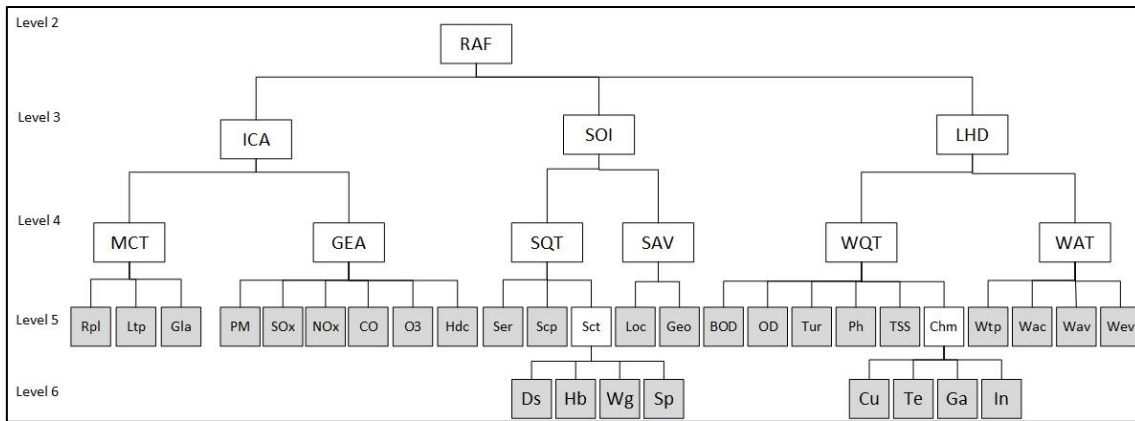 Level 2
RAF
Level 3
ICA SOI LHD
Level 4
MCT GEA SQT SAV WQT WAT
Level 5
Rpl Ltp Gla PM SOx NOx CO O3 Hdc Ser Scp Sct Loc Geo BOD OD Tur Ph TSS Chm Wtp Wac Wav Wev
Level 6
Ds Hb Wg Sp Cu Te Ga In